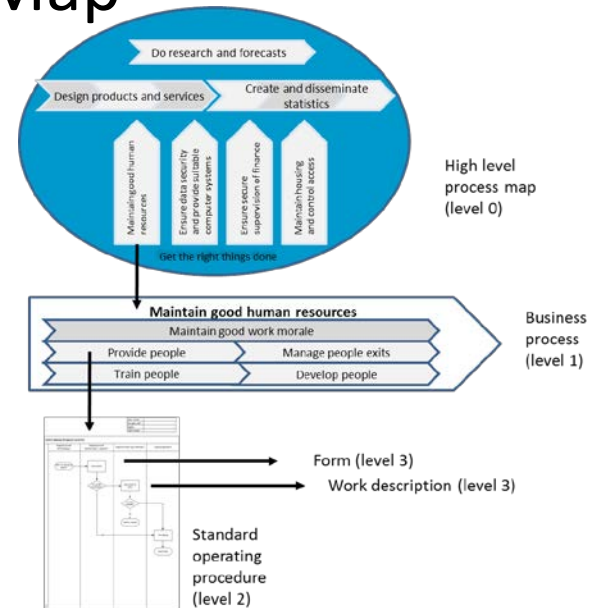 Map
Do research and forecasts
Design products and services
Create and disseminate
statistics
Maintain good human
resources
Ensure data security
and provide suitable
computer systems
Ensure secure
supervision of finance
Maintain housing
and control access
Get the right things done
High level
process map
(level 0)
Maintain good human resources
Maintain good work morale
Provide people
Manage people exits
Train people
Develop people
Business
process
(level 1)
Form (level 3)
Work description (level 3)
Standard
operating
procedure
(level 2)